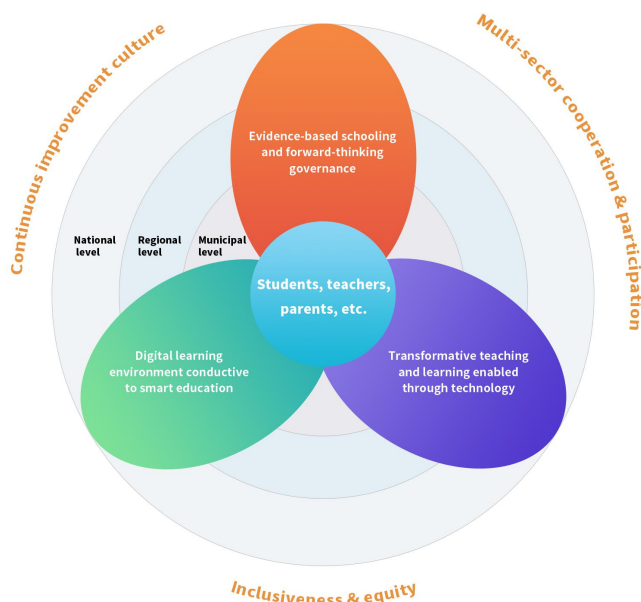 Continuous improvement culture
Multi-sector cooperation & participation
Evidence-based schooling
and forward-thinking
governance
National
level
Regional
level
Municipal
level
Students, teachers,
parents, etc.
Digital learning
environment conductive
to smart education
Transformative teaching
and learning enabled
through technology
Inclusiveness & equity